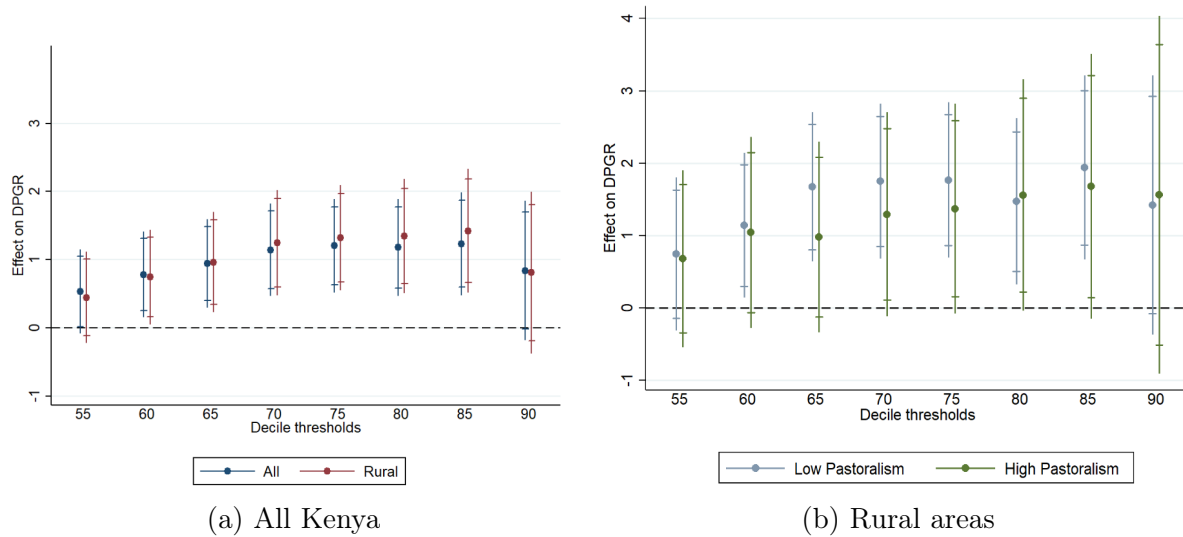 Effect on DPGR
3
2
1
0
-1
55 60 65 70 75 80 85 90
Decile thresholds
All Rural
(a) All Kenya
Effect on DPGR
4
3
2
1
0
-1
55 60 65 70 75 80 85 90
Decile thresholds
Low Pastoralism High Pastoralism
(b) Rural areas